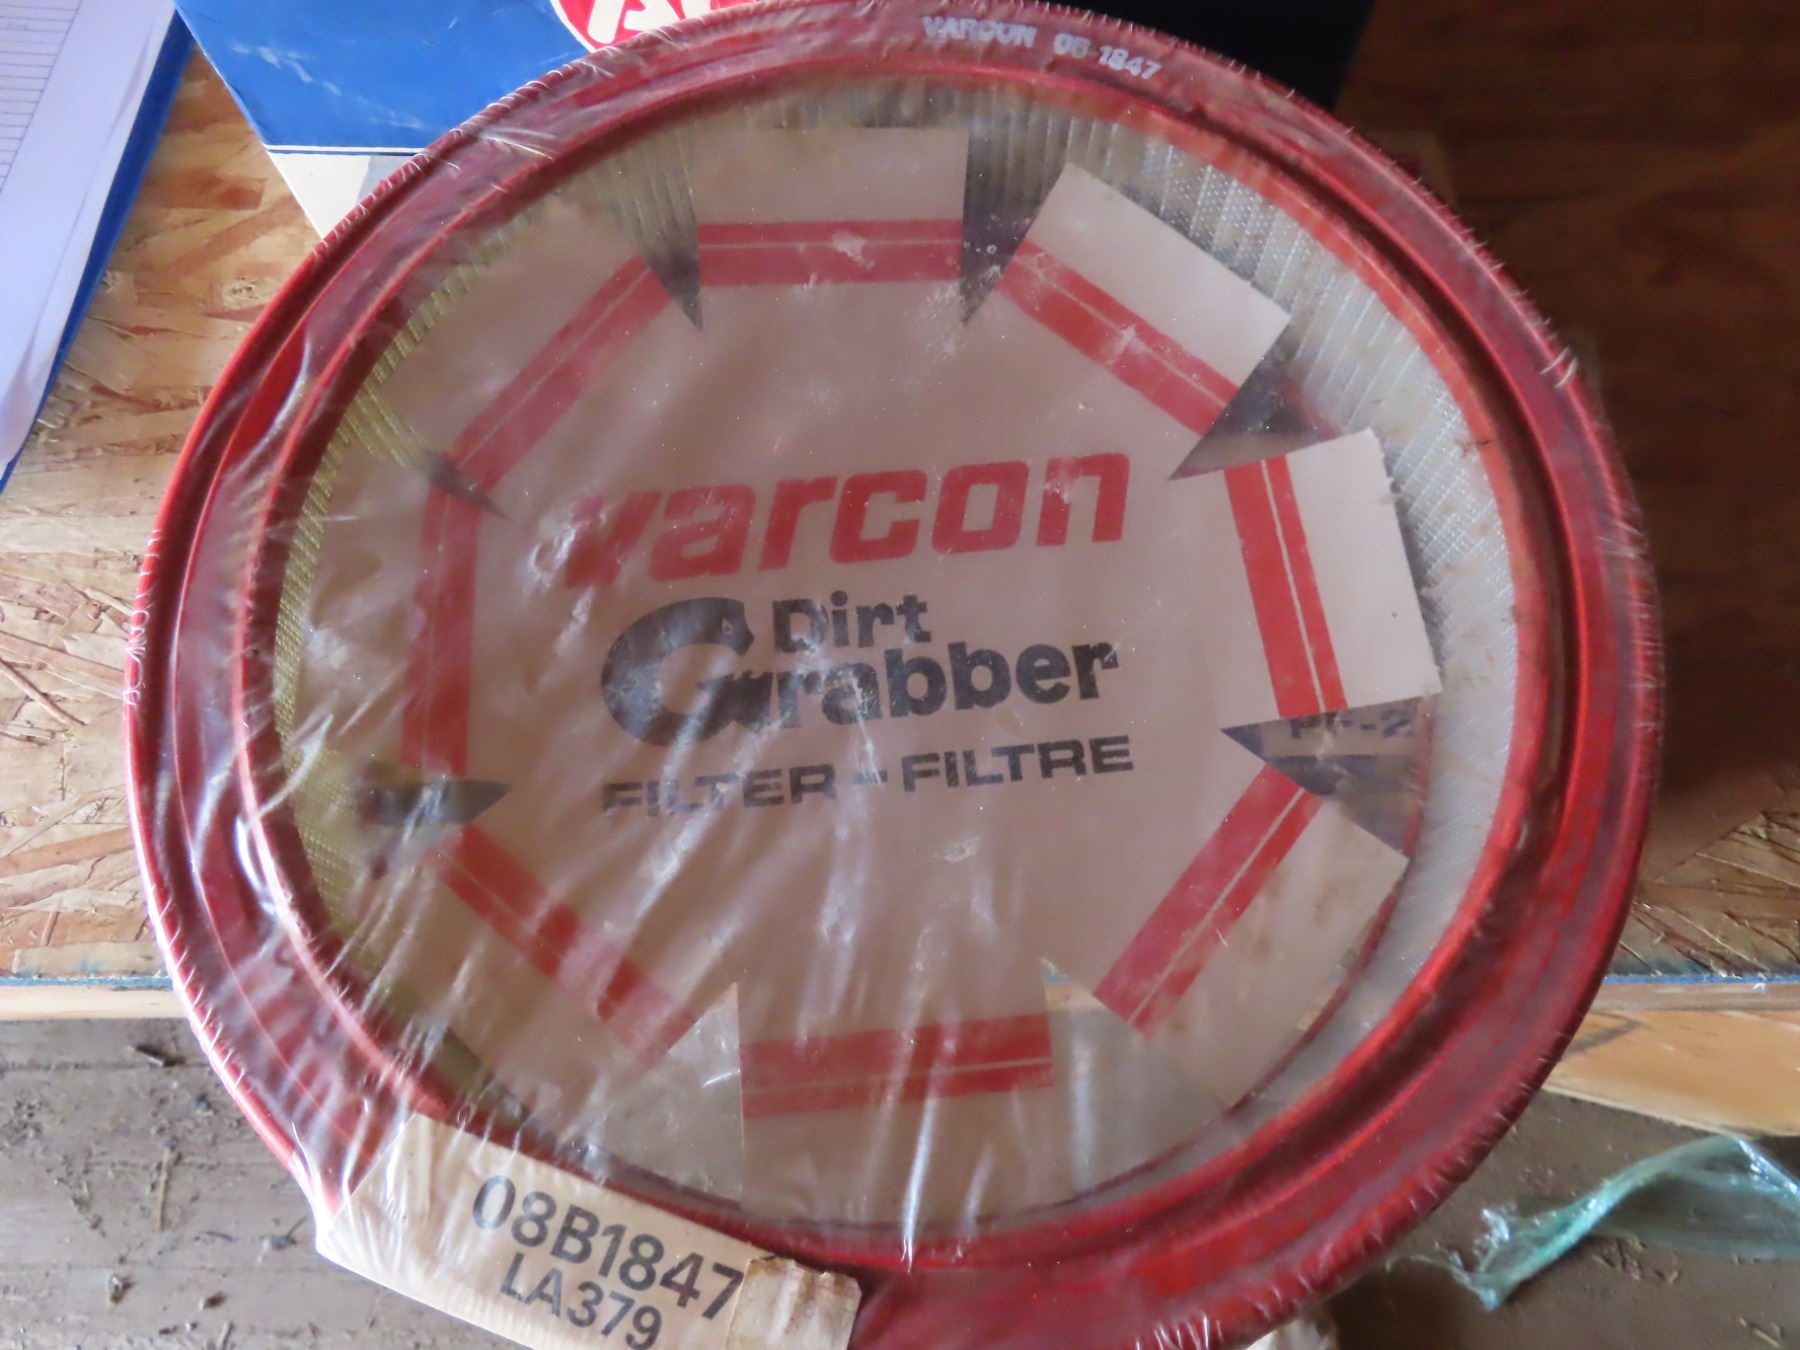 VARCON 08-1847
varcon
Dirt
Grabber
FILTER - FILTRE
08B1847
LA379